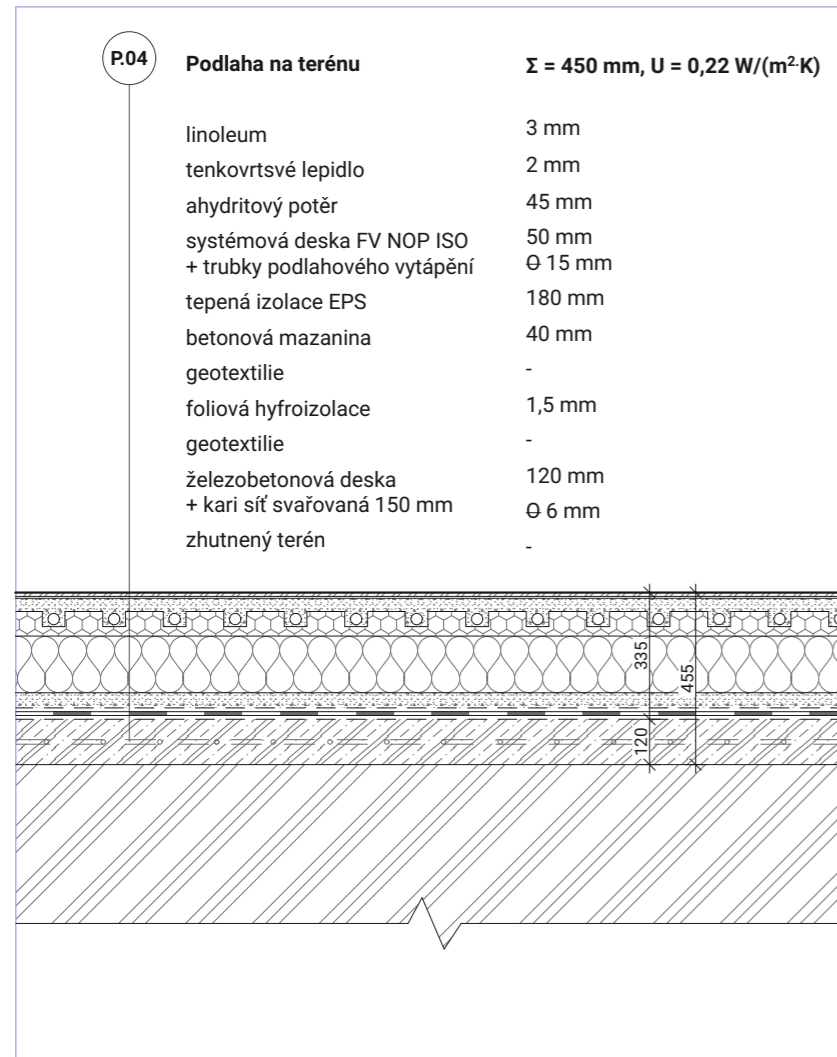 P.04 Podlaha na terénu Σ = 450 mm, U = 0,22 W/(m²·K)
linoleum 3 mm
tenkovrtsvé lepidlo 2 mm
ahydritový potěr 45 mm
systémová deska FV NOP ISO 50 mm
+ trubky podlahového vytápění O 15 mm
tepená izolace EPS 180 mm
betonová mazanina 40 mm
geotextilie -
foliová hyfroizolace 1,5 mm
geotextilie -
železobetonová deska 120 mm
+ kari síť svařovaná 150 mm O 6 mm
zhutnený terén -
335
455
120